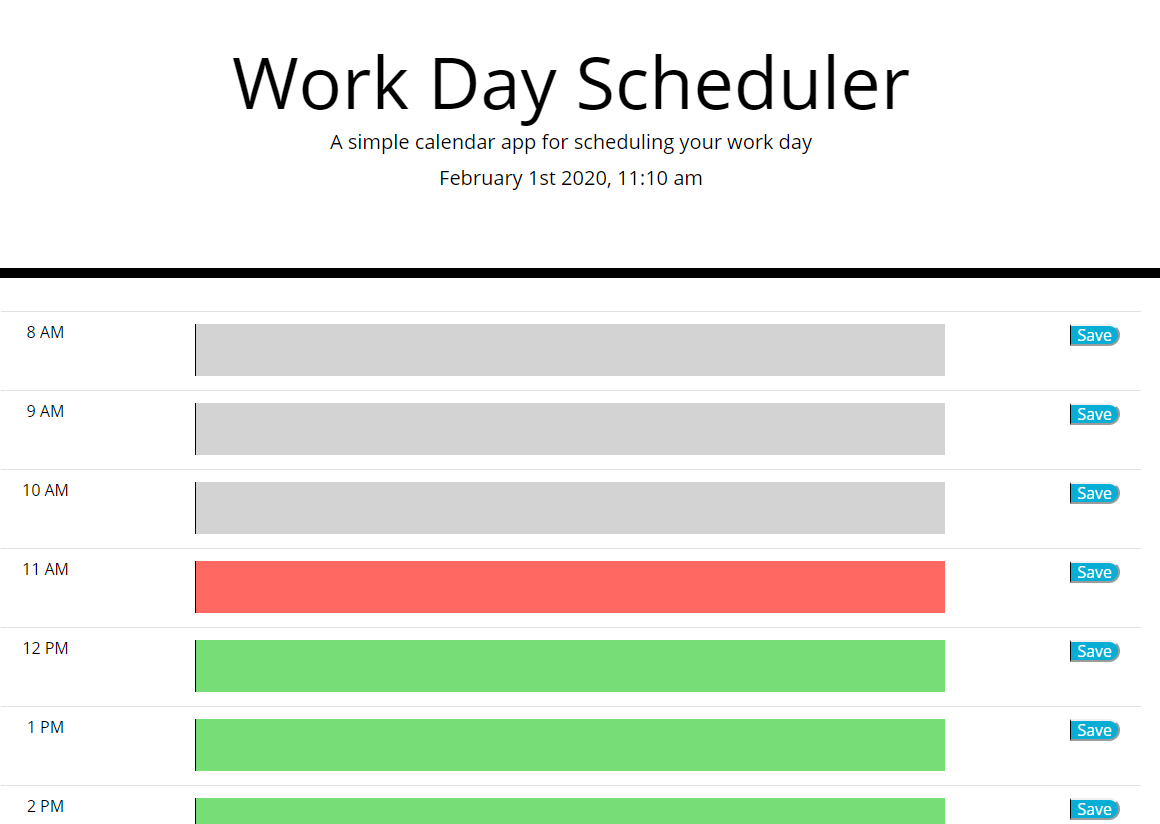 Work Day Scheduler
A simple calendar app for scheduling your work day
February 1st 2020, 11:10 am
8 AM Save
9 AM Save
10 AM Save
11 AM Save
12 PM Save
1 PM Save
2 PM Save